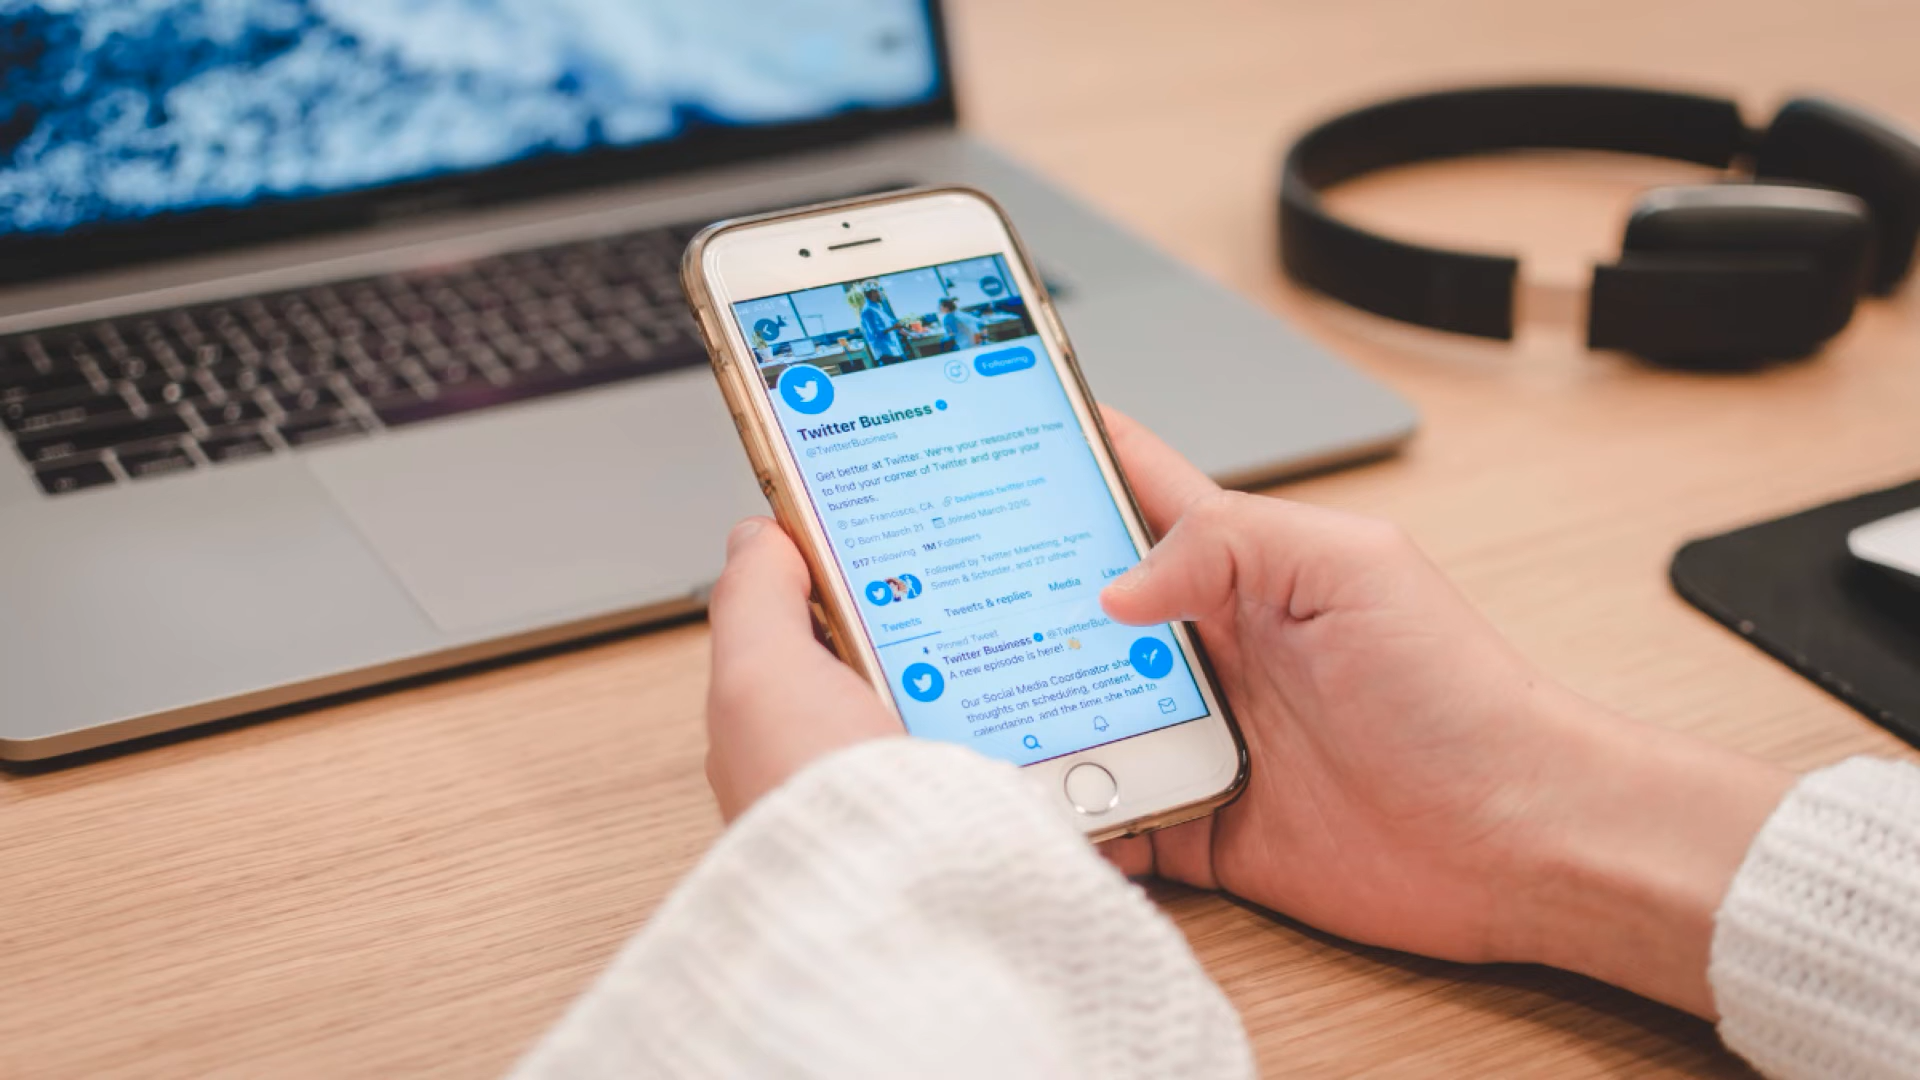 Following
Twitter Business
@TwitterBusiness
Get better at Twitter. We're your resource for how
to find your corner of Twitter and grow your
business.
San Francisco, CA business.twitter.com
Born March 21 Joined March 2010
517 Following 1M Followers
Followed by Twitter Marketing, Agnes,
Simon & Schuster, and 27 others
Tweets Tweets & replies Media Likes
Pinned Tweet
Twitter Business @TwitterBus
A new episode is here! 👋
Our Social Media Coordinator sha
thoughts on scheduling, content-
calendaring, and the time she had to